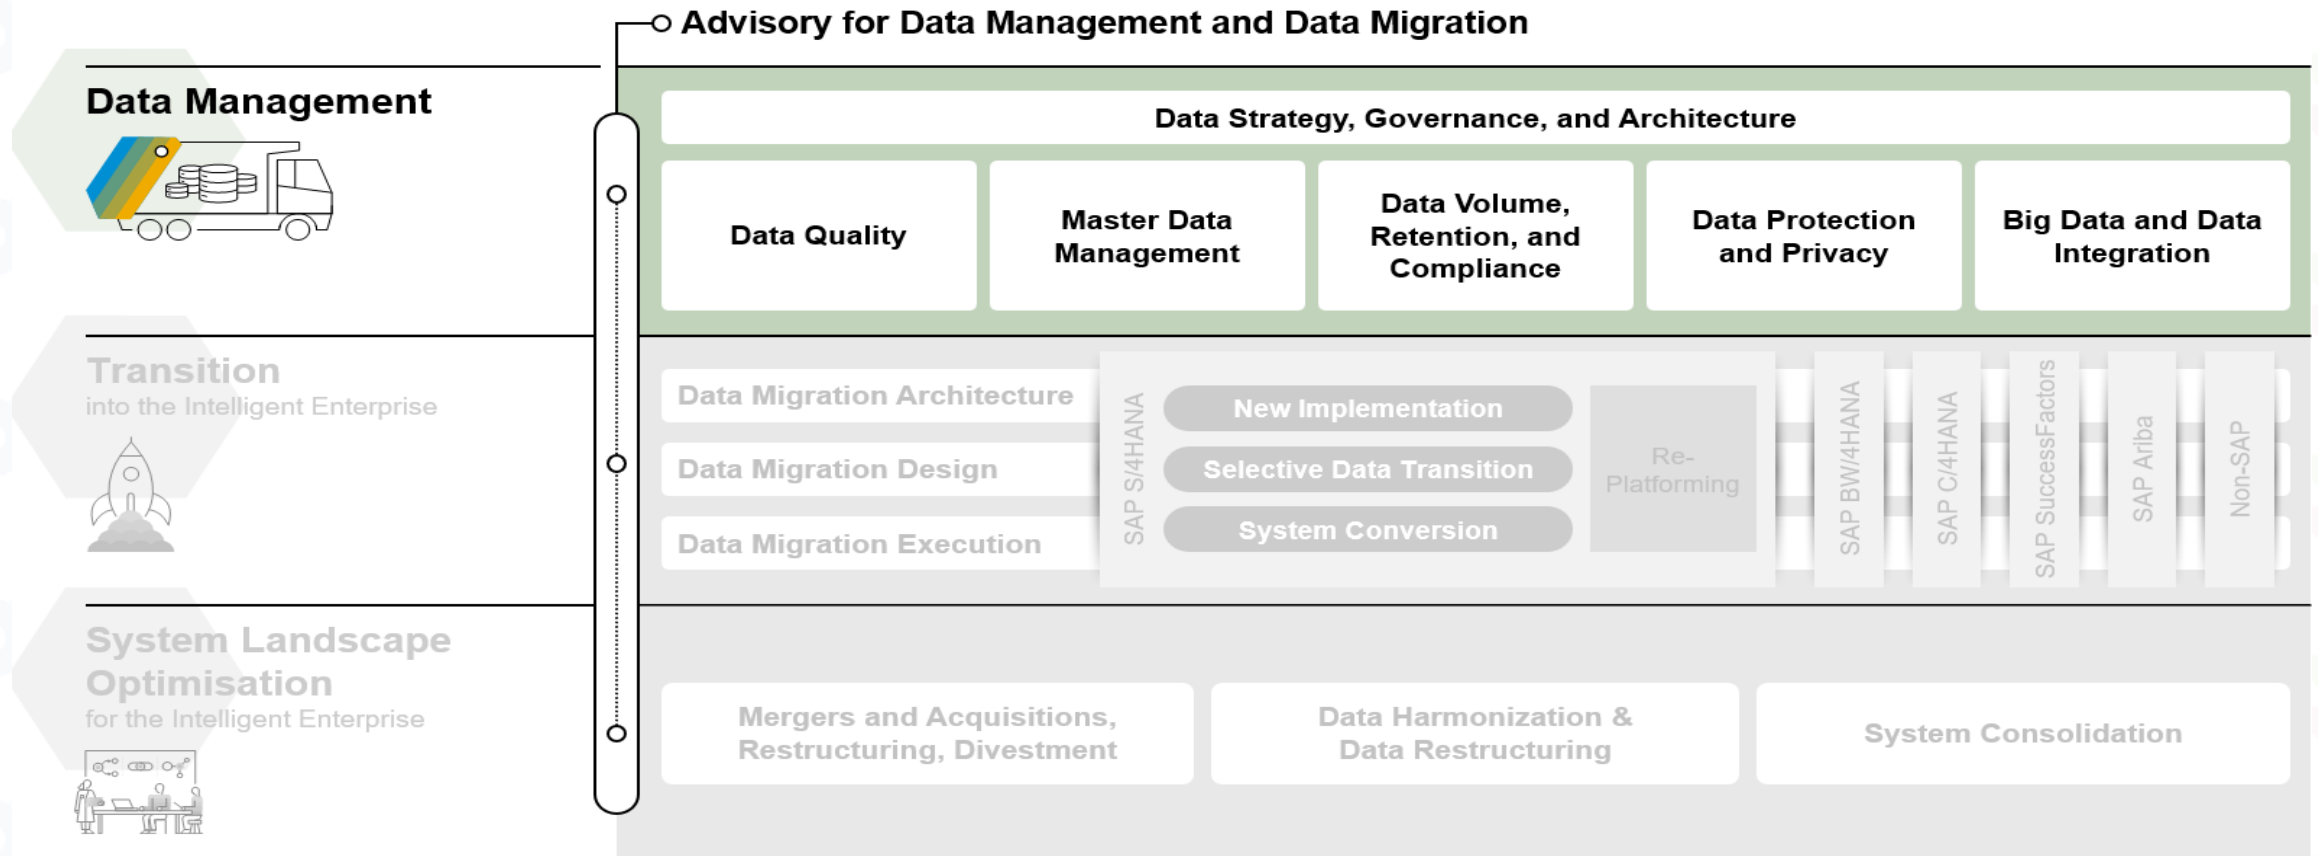 Advisory for Data Management and Data Migration
Data Management
Data Strategy, Governance, and Architecture
Data Quality
Master Data
Management
Data Volume,
Retention, and
Compliance
Data Protection
and Privacy
Big Data and Data
Integration
Transition
into the Intelligent Enterprise
Data Migration Architecture
Data Migration Design
Data Migration Execution
SAP S/4HANA
New Implementation
Selective Data Transition
System Conversion
Re-
Platforming
SAP BW/4HANA
SAP C/4HANA
SAP SuccessFactors
SAP Ariba
Non-SAP
System Landscape
Optimisation
for the Intelligent Enterprise
Mergers and Acquisitions,
Restructuring, Divestment
Data Harmonization &
Data Restructuring
System Consolidation